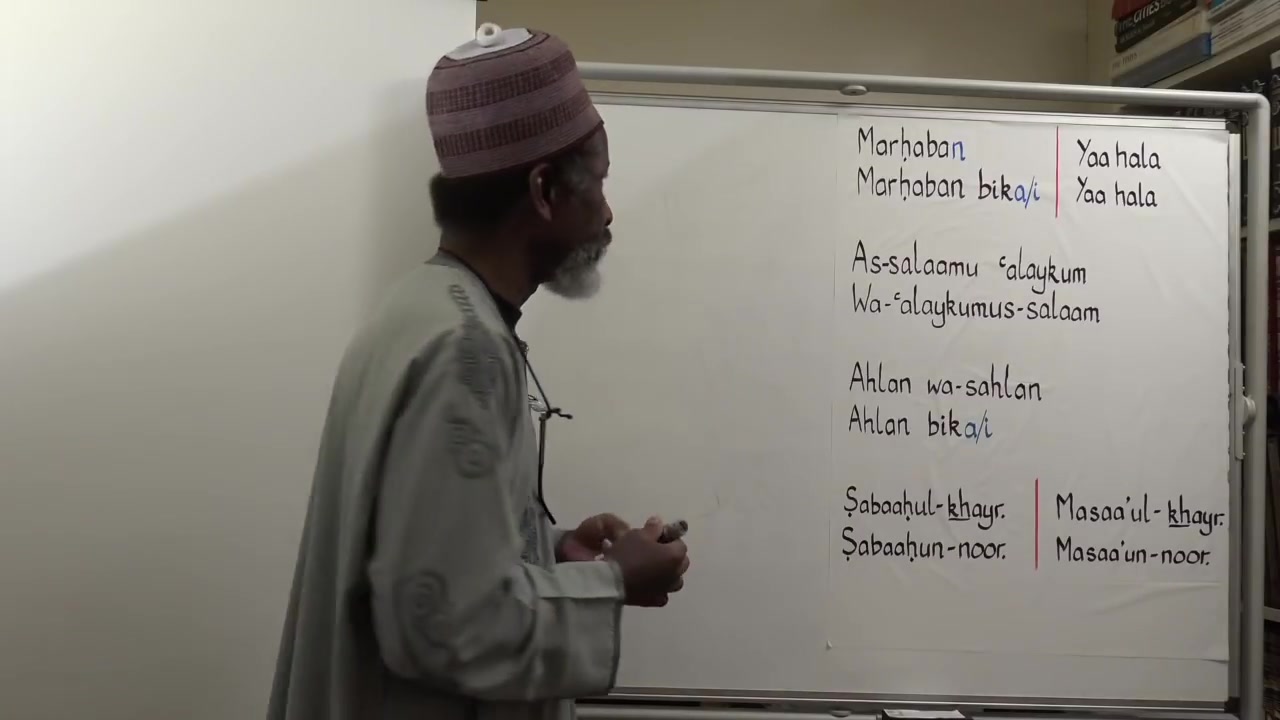 THE CITIES
Marḥaban
Marḥaban bika/i
Yaa hala
Yaa hala
As-salaamu ʿalaykum
Wa-ʿalaykumus-salaam
Ahlan wa-sahlan
Ahlan bika/i
Ṣabaaḥul-khayr.
Ṣabaaḥun-noor.
Masaa'ul-khayr.
Masaa'un-noor.